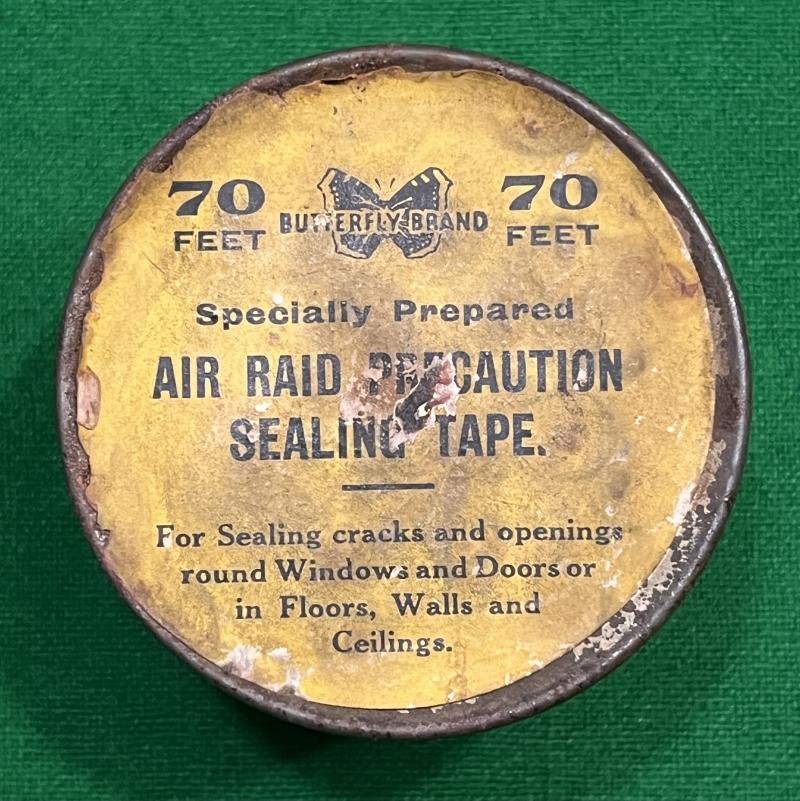 70 70
FEET BUTTERFLY BRAND FEET
Specially Prepared
AIR RAID PRECAUTION
SEALING TAPE.
For Sealing cracks and openings
round Windows and Doors or
in Floors, Walls and
Ceilings.